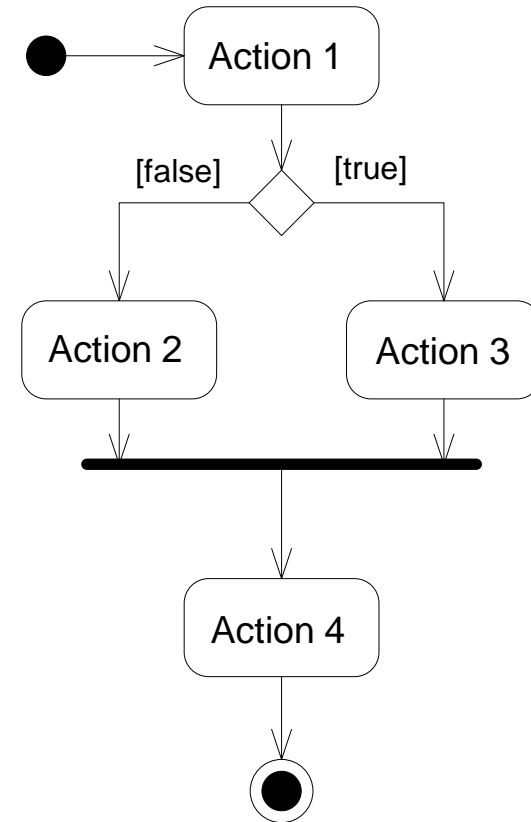 Action 1
[false]
[true]
Action 2
Action 3
Action 4